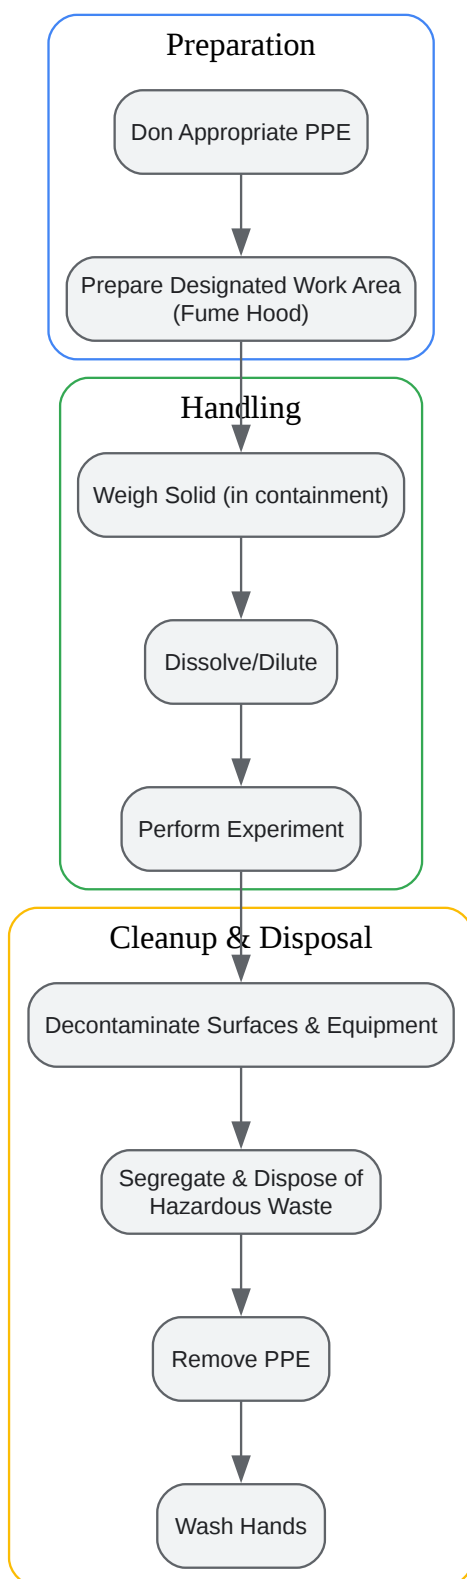 Preparation
Don Appropriate PPE
Prepare Designated Work Area
(Fume Hood)
Handling
Weigh Solid (in containment)
Dissolve/Dilute
Perform Experiment
Cleanup & Disposal
Decontaminate Surfaces & Equipment
Segregate & Dispose of
Hazardous Waste
Remove PPE
Wash Hands